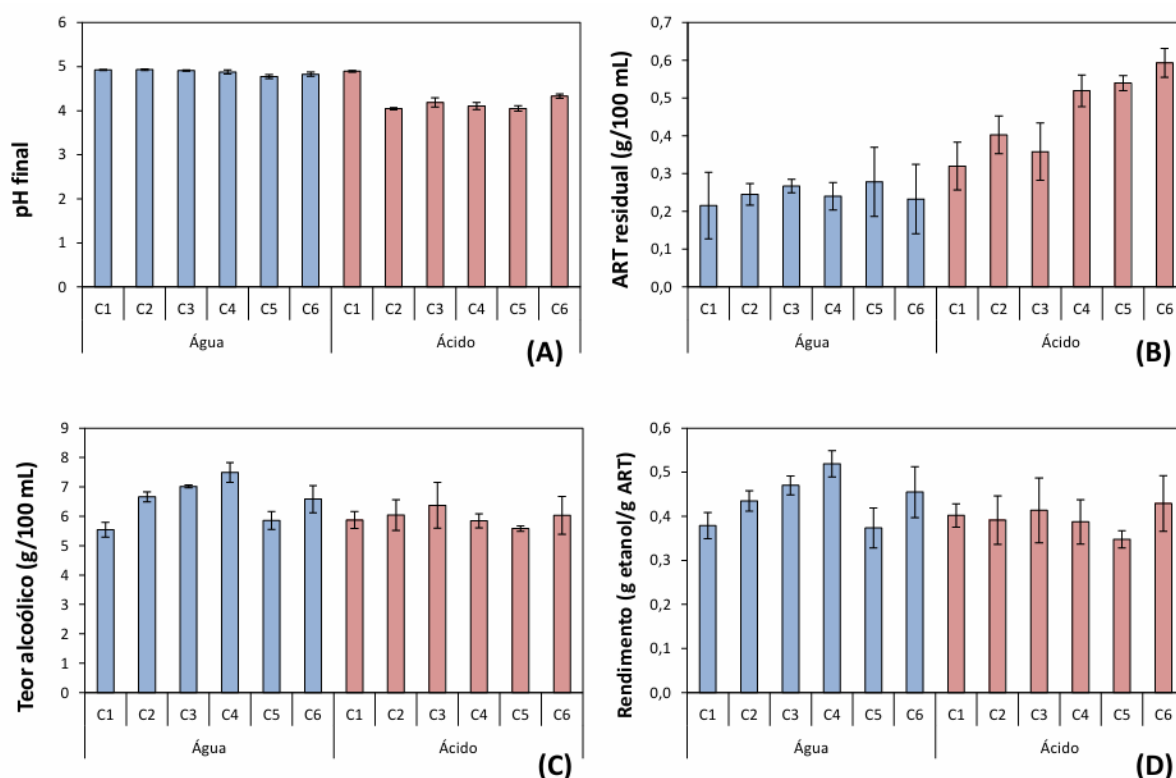 pH final
6
5
4
3
2
1
0
C1 C2 C3 C4 C5 C6 C1 C2 C3 C4 C5 C6
Água Ácido
(A)
ART residual (g/100 mL)
0,7
0,6
0,5
0,4
0,3
0,2
0,1
0,0
C1 C2 C3 C4 C5 C6 C1 C2 C3 C4 C5 C6
Água Ácido
(B)
Teor alcoólico (g/100 mL)
9
8
7
6
5
4
3
2
1
0
C1 C2 C3 C4 C5 C6 C1 C2 C3 C4 C5 C6
Água Ácido
(C)
Rendimento (g etanol/g ART)
0,6
0,5
0,4
0,3
0,2
0,1
0,0
C1 C2 C3 C4 C5 C6 C1 C2 C3 C4 C5 C6
Água Ácido
(D)